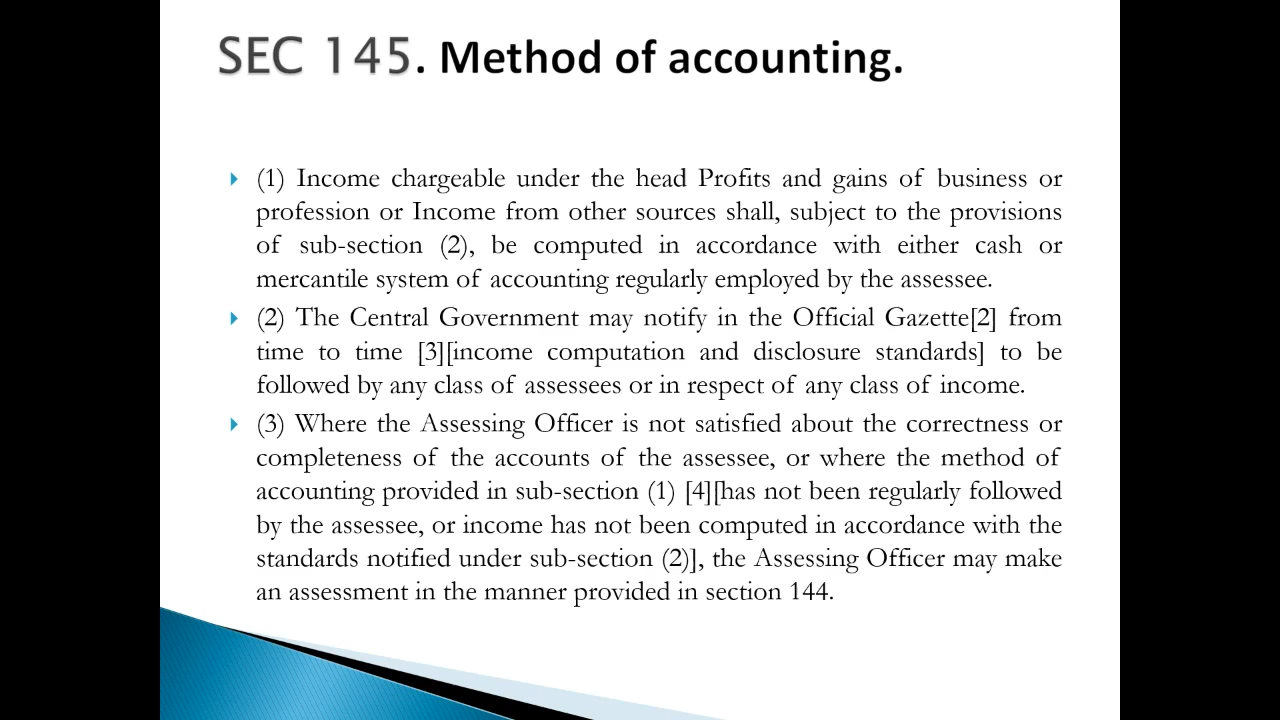 SEC 145. Method of accounting.
(1) Income chargeable under the head Profits and gains of business or
profession or Income from other sources shall, subject to the provisions
of sub-section (2), be computed in accordance with either cash or
mercantile system of accounting regularly employed by the assessee.
(2) The Central Government may notify in the Official Gazette[2] from
time to time [3][income computation and disclosure standards] to be
followed by any class of assessees or in respect of any class of income.
(3) Where the Assessing Officer is not satisfied about the correctness or
completeness of the accounts of the assessee, or where the method of
accounting provided in sub-section (1) [4][has not been regularly followed
by the assessee, or income has not been computed in accordance with the
standards notified under sub-section (2)], the Assessing Officer may make
an assessment in the manner provided in section 144.